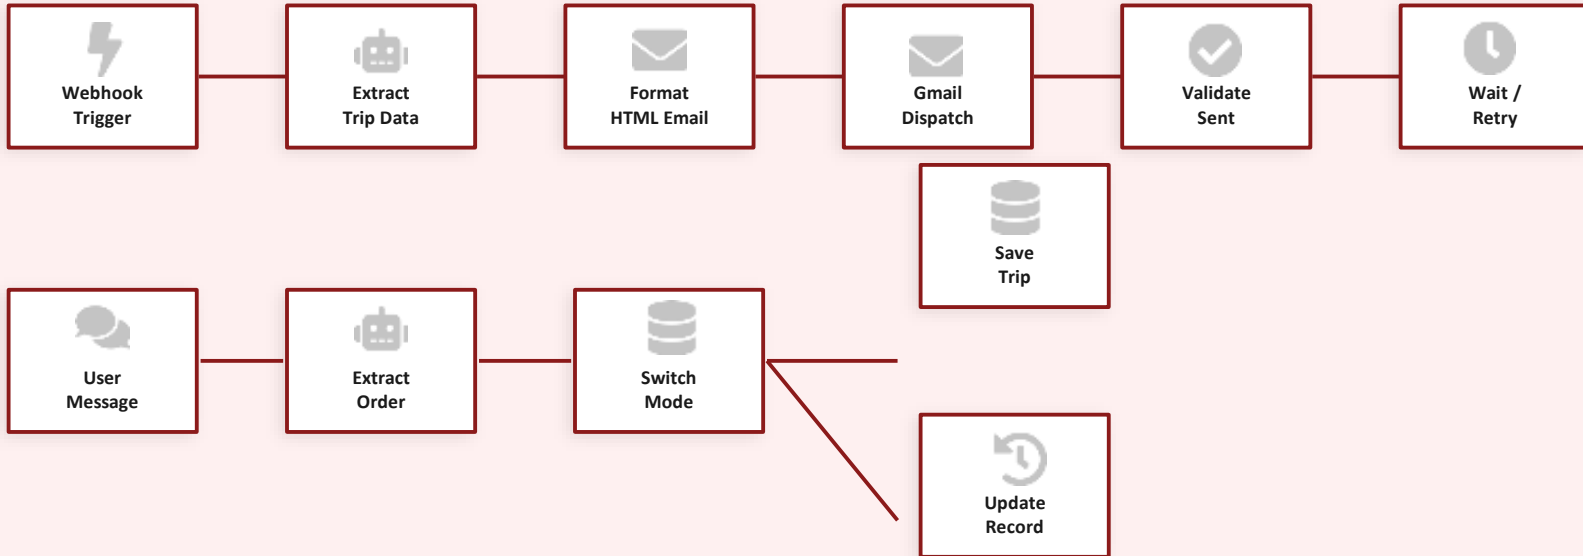 Webhook
Trigger
Extract
Trip Data
Format
HTML Email
Gmail
Dispatch
Validate
Sent
Wait /
Retry
Save
Trip
User
Message
Extract
Order
Switch
Mode
Update
Record